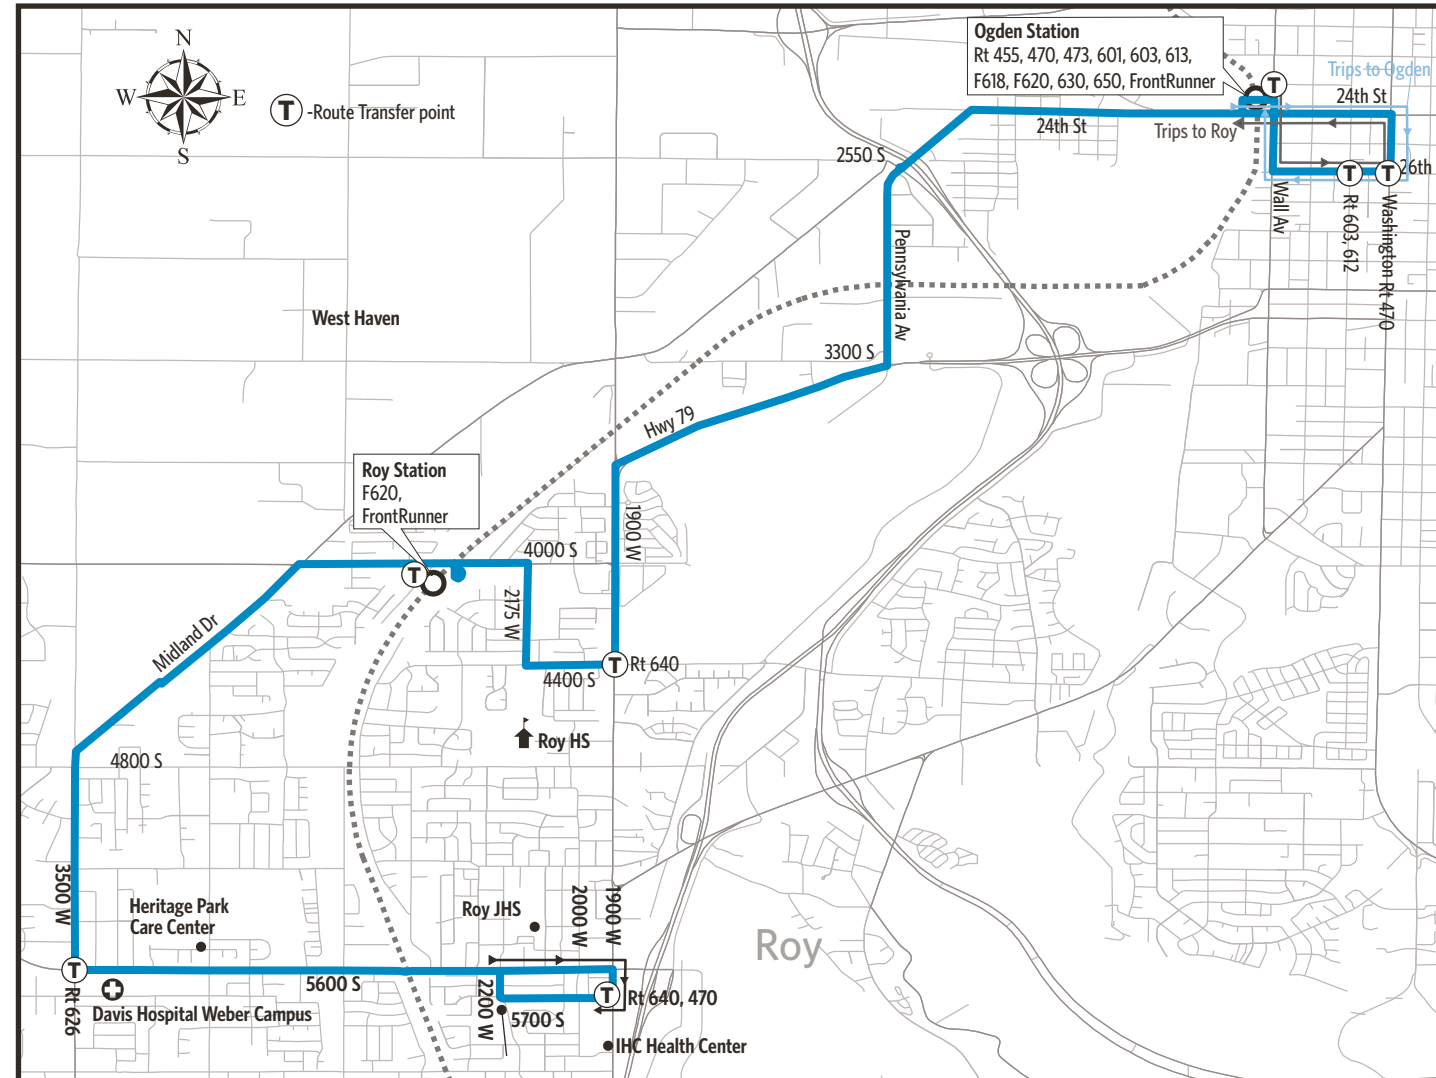 N
W
E
S
T
-Route Transfer point
Ogden Station
Rt 455, 470, 473, 601, 603, 613,
F618, F620, 630, 650, FrontRunner
T
Trips to Ogden
24th St
24th St
Trips to Roy
2550 S
T
T
26th
Wall Av
Rt 603, 612
Washington Rt 470
Pennsylvania Av
West Haven
3300 S
Hwy 79
Roy Station
F620,
FrontRunner
1900 W
4000 S
T
2175 W
Midland Dr
T
Rt 640
4400 S
Roy HS
4800 S
3500 W
Heritage Park
Care Center
Roy JHS
2000 W
1900 W
Roy
T
5600 S
2200 W
T
Rt 640, 470
Rt 626
Davis Hospital Weber Campus
5700 S
IHC Health Center